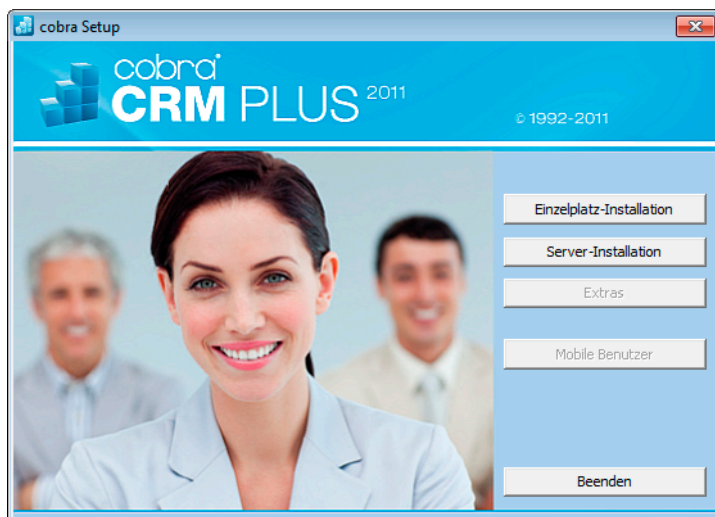 cobra Setup
cobra
CRM PLUS 2011
© 1992-2011
Einzelplatz-Installation
Server-Installation
Extras
Mobile Benutzer
Beenden